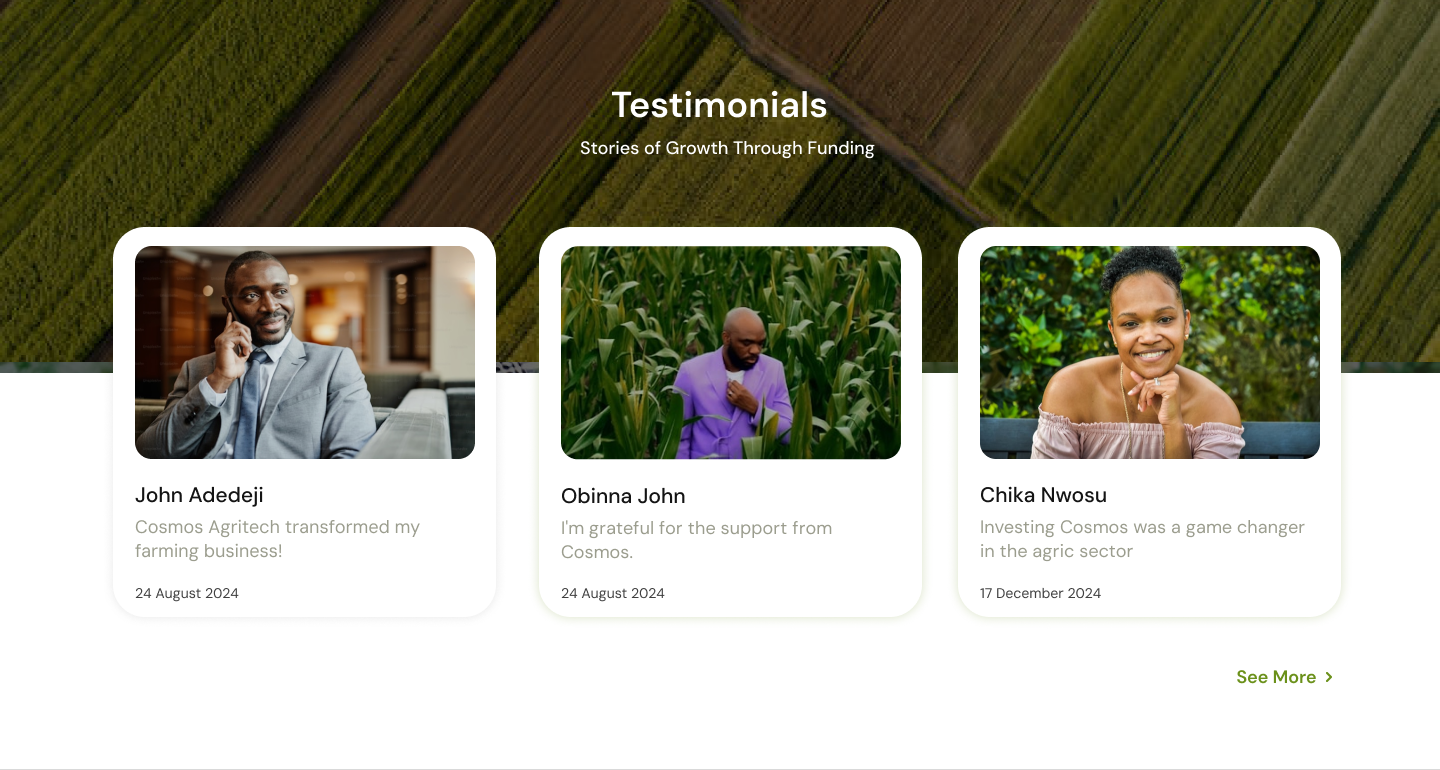 Testimonials
Stories of Growth Through Funding
John Adedeji
Cosmos Agritech transformed my
farming business!
24 August 2024
Obinna John
I'm grateful for the support from
Cosmos.
24 August 2024
Chika Nwosu
Investing Cosmos was a game changer
in the agric sector
17 December 2024
See More